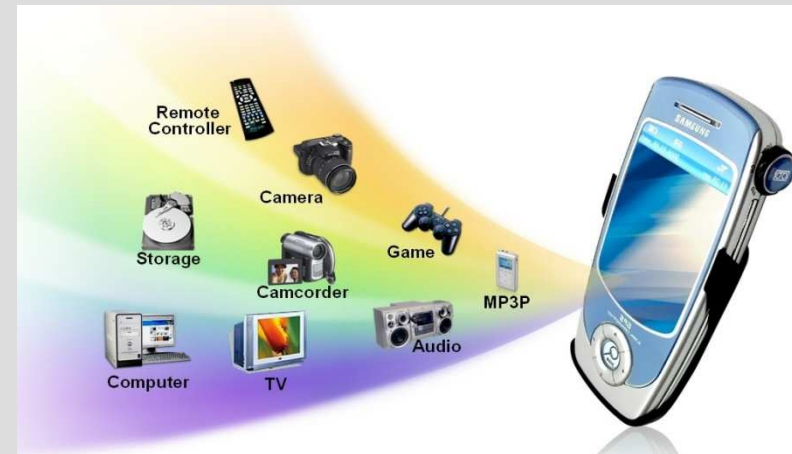 Remote
Controller
Camera
Storage
Game
Camcorder
MP3P
Audio
Computer
TV
SAMSUNG